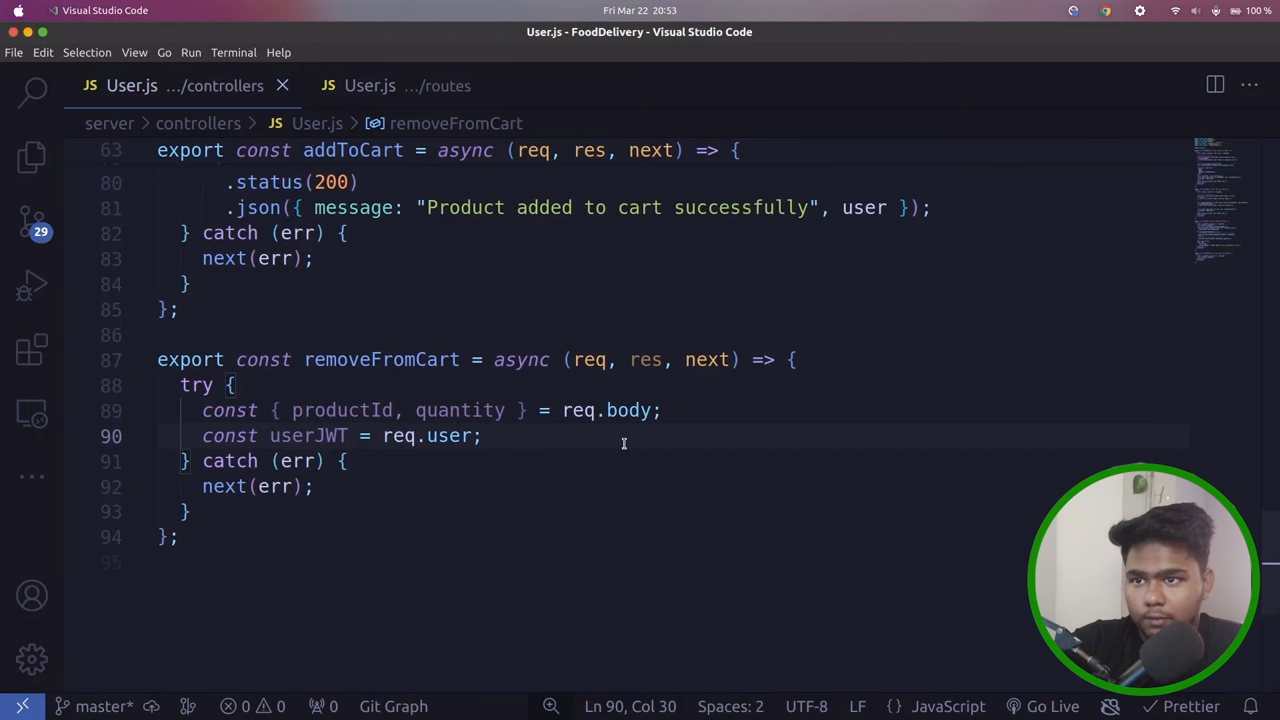 Visual Studio Code
Fri Mar 22 20:53
100 %
User.js - FoodDelivery - Visual Studio Code
File Edit Selection View Go Run Terminal Help
JS User.js .../controllers
JS User.js .../routes
server > controllers > JS User.js > removeFromCart
63 export const addToCart = async (req, res, next) => {
80 .status(200)
81 .json({ message: "Product added to cart successfully", user });
82 } catch (err) {
83 next(err);
84 }
85 };
86
87 export const removeFromCart = async (req, res, next) => {
88 try {
89 const { productId, quantity } = req.body;
90 const userJWT = req.user;
91 } catch (err) {
92 next(err);
93 }
94 };
95
29
master*
0 0
0
Git Graph
Ln 90, Col 30
Spaces: 2
UTF-8
LF
{ } JavaScript
Go Live
Prettier